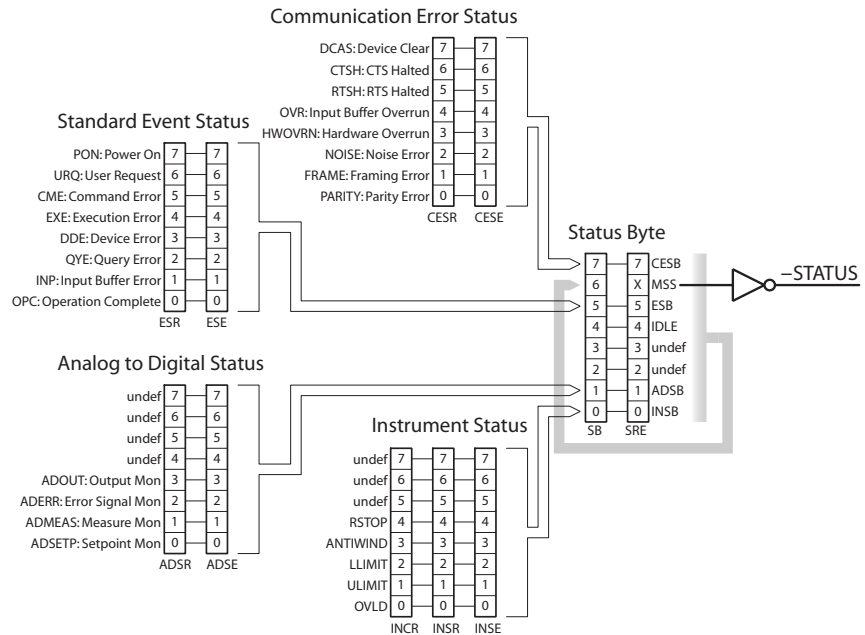 Communication Error Status
DCAS: Device Clear 7 7
CTSH: CTS Halted 6 6
RTSH: RTS Halted 5 5
OVR: Input Buffer Overrun 4 4
HWOVRN: Hardware Overrun 3 3
NOISE: Noise Error 2 2
FRAME: Framing Error 1 1
PARITY: Parity Error 0 0
CESR CESE
Standard Event Status
PON: Power On 7 7
URQ: User Request 6 6
CME: Command Error 5 5
EXE: Execution Error 4 4
DDE: Device Error 3 3
QYE: Query Error 2 2
INP: Input Buffer Error 1 1
OPC: Operation Complete 0 0
ESR ESE
Status Byte
7 7 CESB
6 X MSS
5 5 ESB
4 4 IDLE
3 3 undef
2 2 undef
1 1 ADSB
0 0 INSB
SB SRE
–STATUS
Analog to Digital Status
undef 7 7
undef 6 6
undef 5 5
undef 4 4
ADOUT: Output Mon 3 3
ADERR: Error Signal Mon 2 2
ADMEAS: Measure Mon 1 1
ADSETP: Setpoint Mon 0 0
ADSR ADSE
Instrument Status
undef 7 7 7
undef 6 6 6
undef 5 5 5
RSTOP 4 4 4
ANTIWIND 3 3 3
LLIMIT 2 2 2
ULIMIT 1 1 1
OVLD 0 0 0
INCR INSR INSE